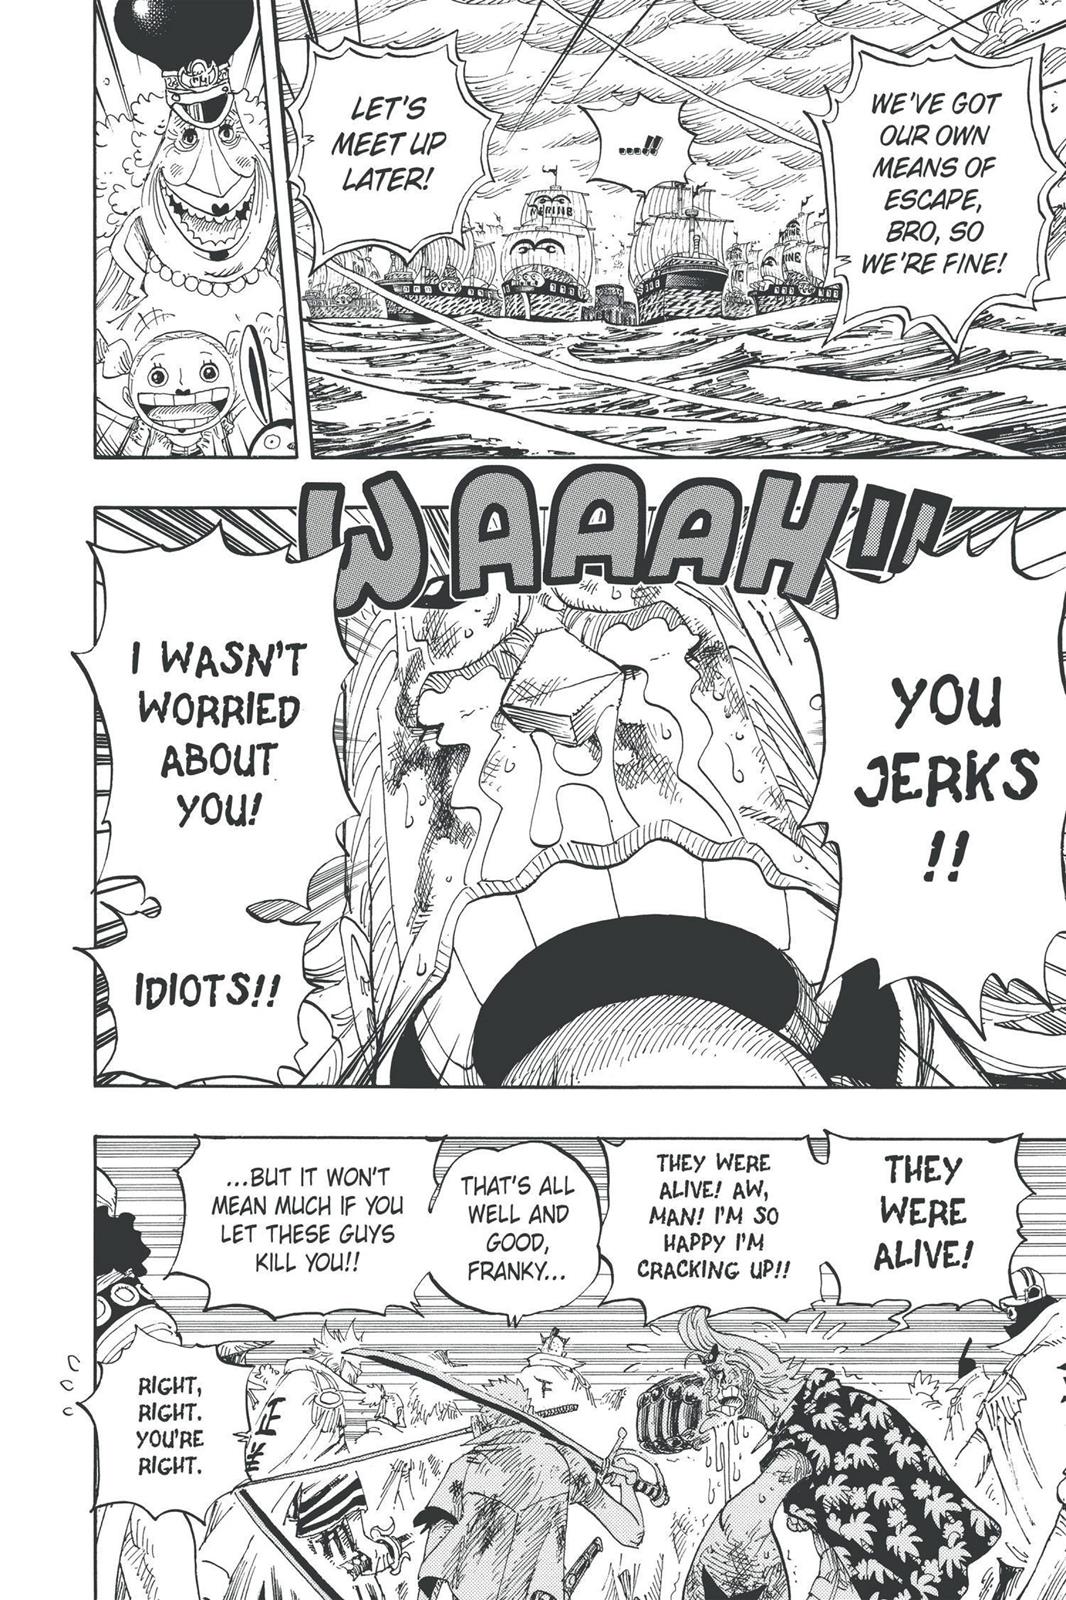 WE'VE GOT
OUR OWN
MEANS OF
ESCAPE,
BRO, SO
WE'RE FINE!
...!!
LET'S
MEET UP
LATER!
MARINE
WAAAH!!
YOU
JERKS
!!
I WASN'T
WORRIED
ABOUT
YOU!
IDIOTS!!
THEY
WERE
ALIVE!
THEY WERE
ALIVE! AW,
MAN! I'M SO
HAPPY I'M
CRACKING UP!!
THAT'S ALL
WELL AND
GOOD,
FRANKY...
...BUT IT WON'T
MEAN MUCH IF YOU
LET THESE GUYS
KILL YOU!!
RIGHT,
RIGHT.
YOU'RE
RIGHT.